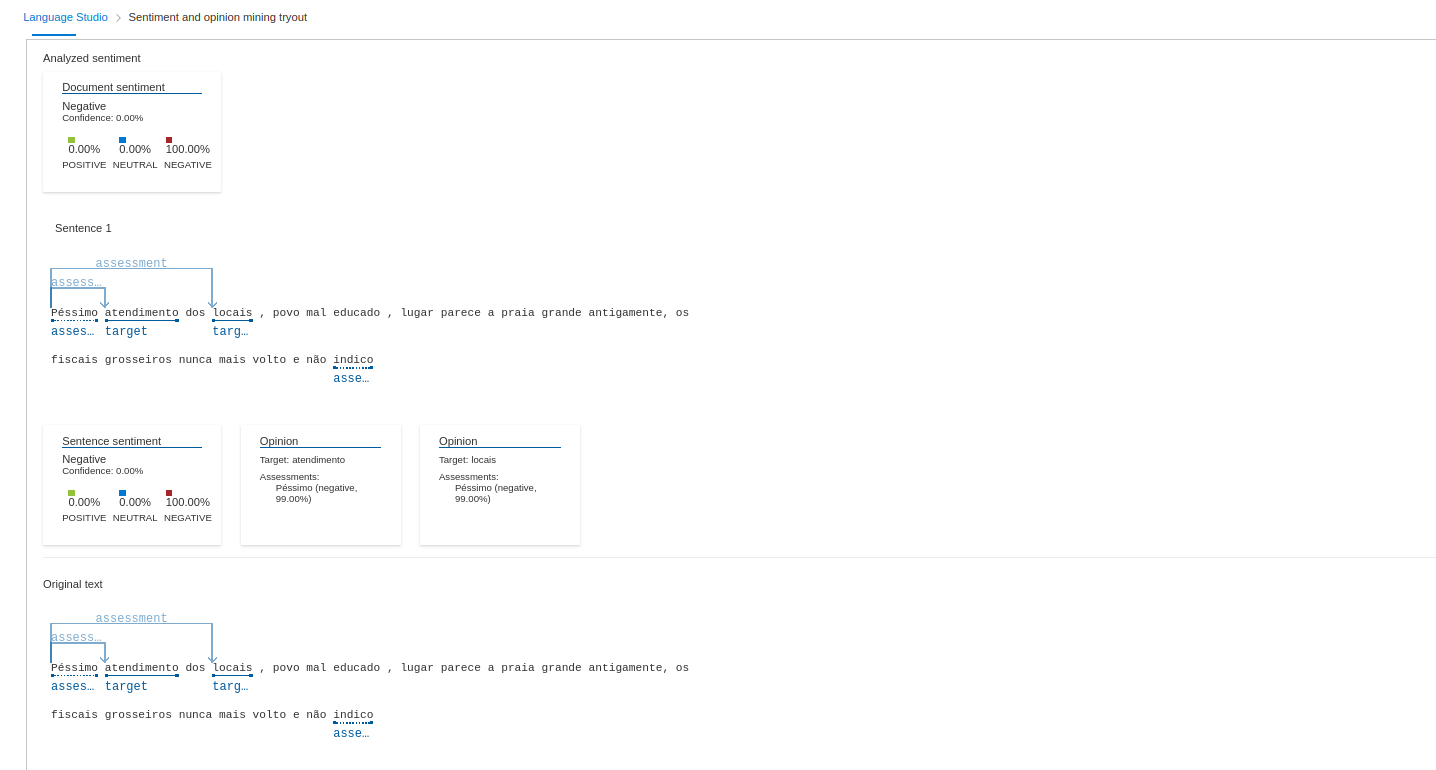 Language Studio > Sentiment and opinion mining tryout
Analyzed sentiment
Document sentiment
Negative
Confidence: 0.00%
0.00% 0.00% 100.00%
POSITIVE NEUTRAL NEGATIVE
Sentence 1
assessment
assess…
Péssimo atendimento dos locais , povo mal educado , lugar parece a praia grande antigamente, os
asses… target targ…
fiscais grosseiros nunca mais volto e não indico
asse…
Sentence sentiment
Negative
Confidence: 0.00%
0.00% 0.00% 100.00%
POSITIVE NEUTRAL NEGATIVE
Opinion
Target: atendimento
Assessments:
Péssimo (negative,
99.00%)
Opinion
Target: locais
Assessments:
Péssimo (negative,
99.00%)
Original text
assessment
assess…
Péssimo atendimento dos locais , povo mal educado , lugar parece a praia grande antigamente, os
asses… target targ…
fiscais grosseiros nunca mais volto e não indico
asse…